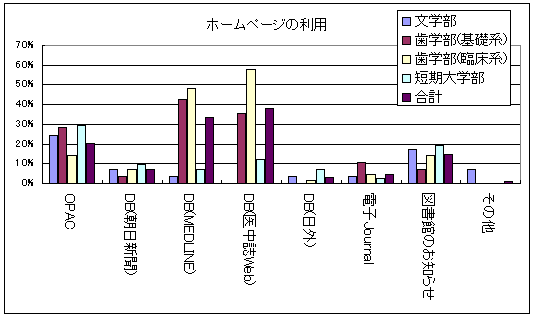 ホームページの利用
文学部
歯学部(基礎系)
歯学部(臨床系)
短期大学部
合計
70%
60%
50%
40%
30%
20%
10%
0%
OPAC
DB(朝日新聞)
DB(MEDLINE)
DB(医中誌Web)
DB(日外)
電子Journal
図書館のお知らせ
その他